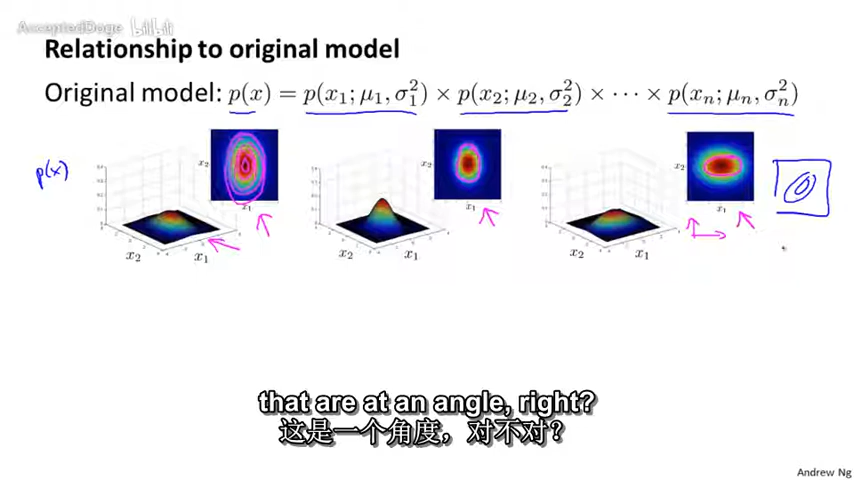 AcceptedDoge bilibili
Relationship to original model
Original model: p(x) = p(x₁; μ₁, σ₁²) × p(x₂; μ₂, σ₂²) × ··· × p(xₙ; μₙ, σₙ²)
p(x)
x₂ x₂ x₂
x₁ x₁ x₁
x₂ x₁ x₂ x₁ x₂ x₁
that are at an angle, right?
这是一个角度，对不对？
Andrew Ng